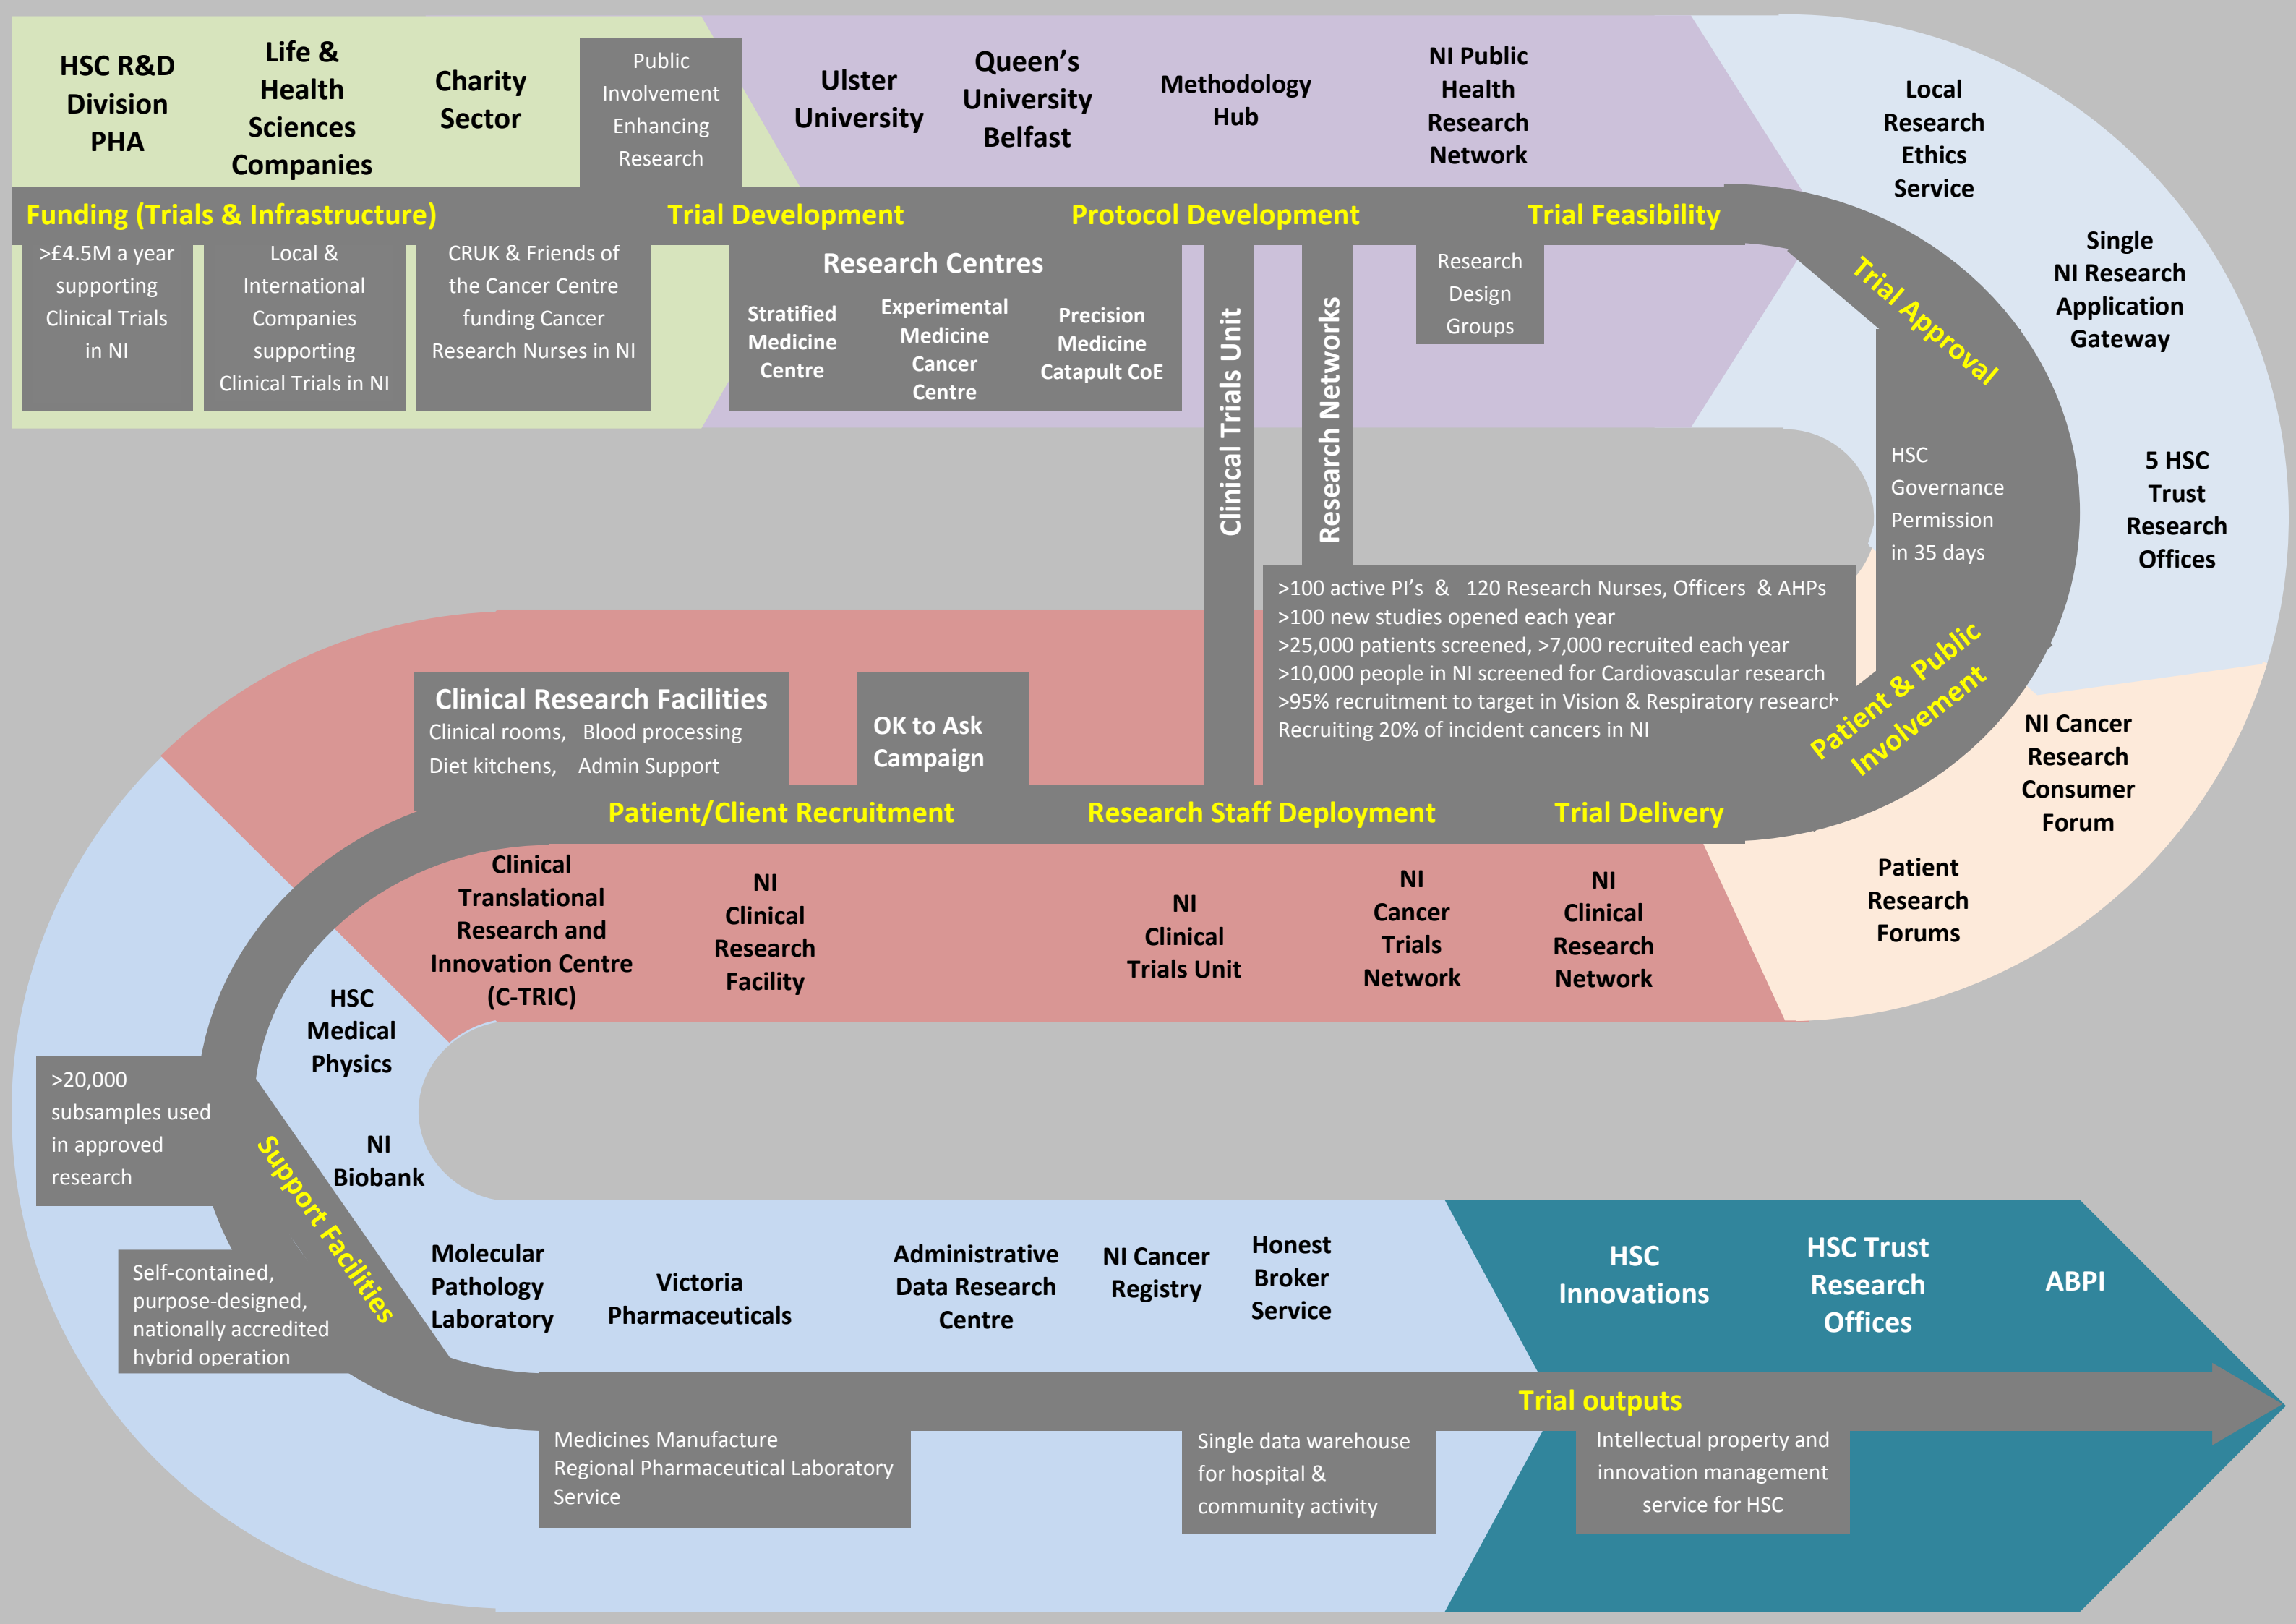 HSC R&D
Division
PHA
Life &
Health
Sciences
Companies
Charity
Sector
Public
Involvement
Enhancing
Research
Ulster
University
Queen's
University
Belfast
Methodology
Hub
NI Public
Health
Research
Network
Local
Research
Ethics
Service
Single
NI Research
Application
Gateway
5 HSC
Trust
Research
Offices
Funding (Trials & Infrastructure)
Trial Development
Protocol Development
Trial Feasibility
Trial Approval
>£4.5M a year
supporting
Clinical Trials
in NI
Local &
International
Companies
supporting
Clinical Trials in NI
CRUK & Friends of
the Cancer Centre
funding Cancer
Research Nurses in NI
Research Centres
Stratified
Medicine
Centre
Experimental
Medicine
Cancer
Centre
Precision
Medicine
Catapult CoE
Clinical Trials Unit
Research Networks
Research
Design
Groups
HSC
Governance
Permission
in 35 days
>100 active PI's & 120 Research Nurses, Officers & AHPs
>100 new studies opened each year
>25,000 patients screened, >7,000 recruited each year
>10,000 people in NI screened for Cardiovascular research
>95% recruitment to target in Vision & Respiratory research
Recruiting 20% of incident cancers in NI
Patient & Public
Involvement
NI Cancer
Research
Consumer
Forum
Patient
Research
Forums
Clinical Research Facilities
Clinical rooms, Blood processing
Diet kitchens, Admin Support
OK to Ask
Campaign
Patient/Client Recruitment
Research Staff Deployment
Trial Delivery
Clinical
Translational
Research and
Innovation Centre
(C-TRIC)
NI
Clinical
Research
Facility
NI
Clinical
Trials Unit
NI
Cancer
Trials
Network
NI
Clinical
Research
Network
HSC
Medical
Physics
>20,000
subsamples used
in approved
research
NI
Biobank
Support Facilities
Self-contained,
purpose-designed,
nationally accredited
hybrid operation
Molecular
Pathology
Laboratory
Victoria
Pharmaceuticals
Administrative
Data Research
Centre
NI Cancer
Registry
Honest
Broker
Service
HSC
Innovations
HSC Trust
Research
Offices
ABPI
Trial outputs
Medicines Manufacture
Regional Pharmaceutical Laboratory
Service
Single data warehouse
for hospital &
community activity
Intellectual property and
innovation management
service for HSC